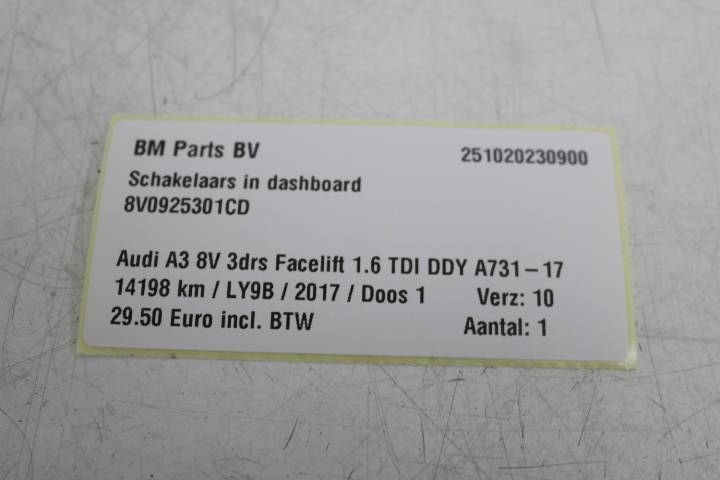 BM Parts BV 251020230900
Schakelaars in dashboard
8V0925301CD
Audi A3 8V 3drs Facelift 1.6 TDI DDY A731-17
14198 km / LY9B / 2017 / Doos 1 Verz: 10
29.50 Euro incl. BTW Aantal: 1